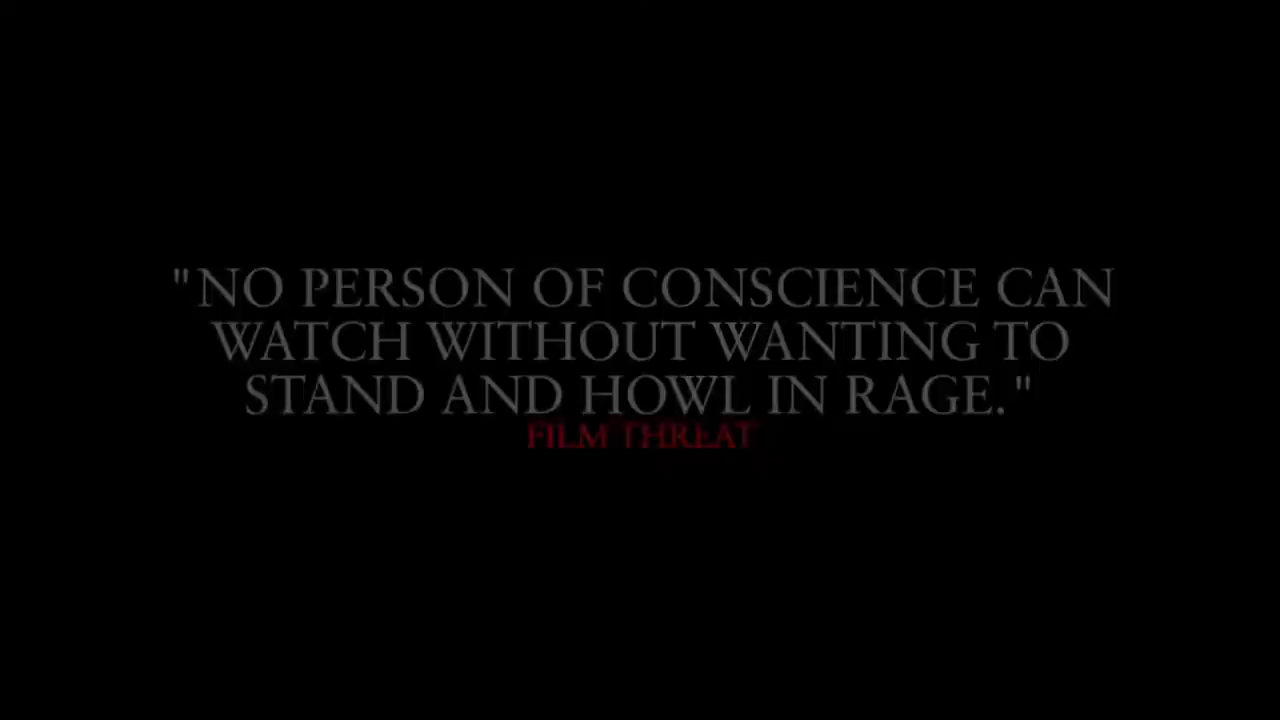 "NO PERSON OF CONSCIENCE CAN
WATCH WITHOUT WANTING TO
STAND AND HOWL IN RAGE."
FILM THREAT